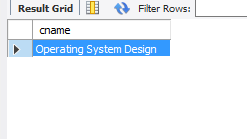 Result Grid Filter Rows:
cname
Operating System Design